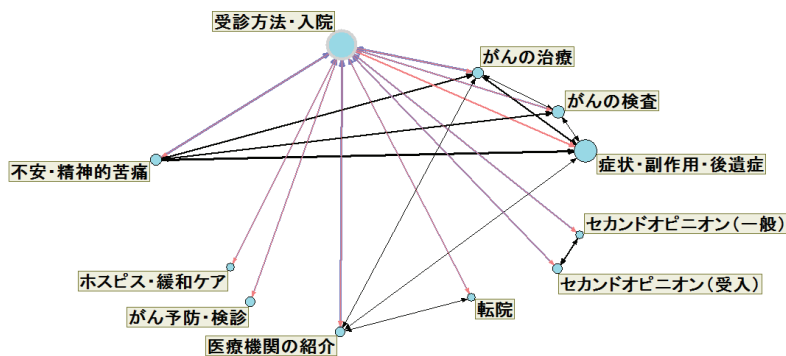 受診方法・入院
がんの治療
がんの検査
症状・副作用・後遺症
不安・精神的苦痛
セカンドオピニオン(一般)
セカンドオピニオン(受入)
ホスピス・緩和ケア
がん予防・検診
転院
医療機関の紹介